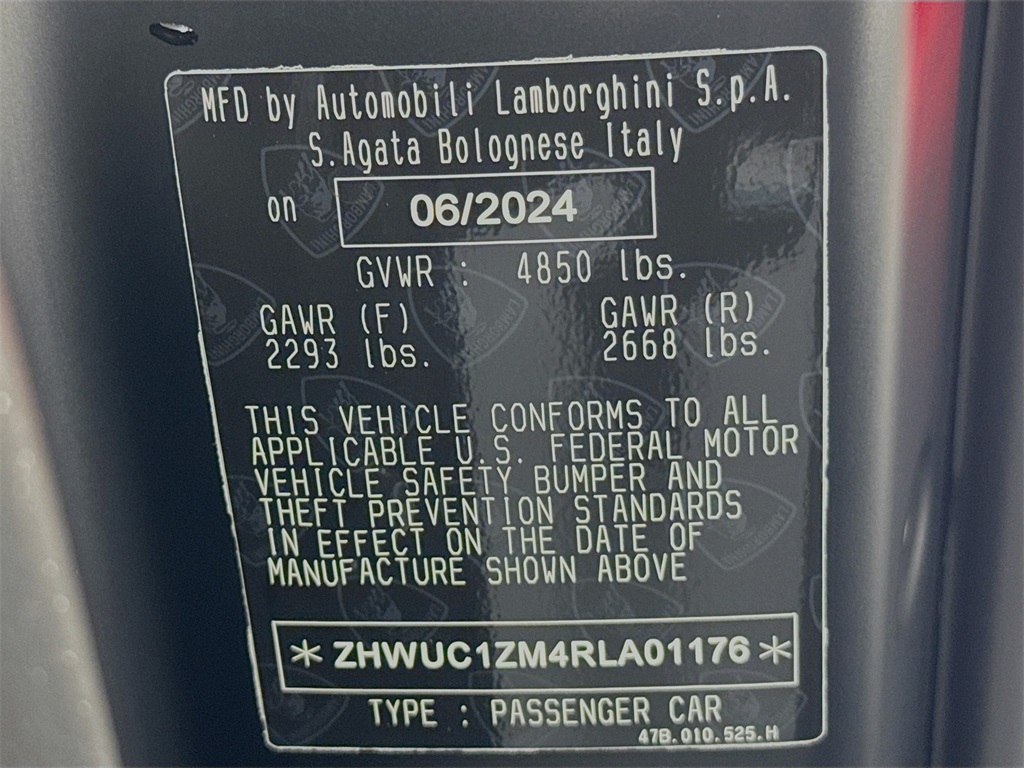 MFD by Automobili Lamborghini S.p.A.
S.Agata Bolognese Italy
on 06/2024
GVWR : 4850 lbs.
GAWR (F) GAWR (R)
2293 lbs. 2668 lbs.
THIS VEHICLE CONFORMS TO ALL
APPLICABLE U.S. FEDERAL MOTOR
VEHICLE SAFETY BUMPER AND
THEFT PREVENTION STANDARDS
IN EFFECT ON THE DATE OF
MANUFACTURE SHOWN ABOVE
*ZHWUC1ZM4RLA01176*
TYPE : PASSENGER CAR
47B.010.525.H